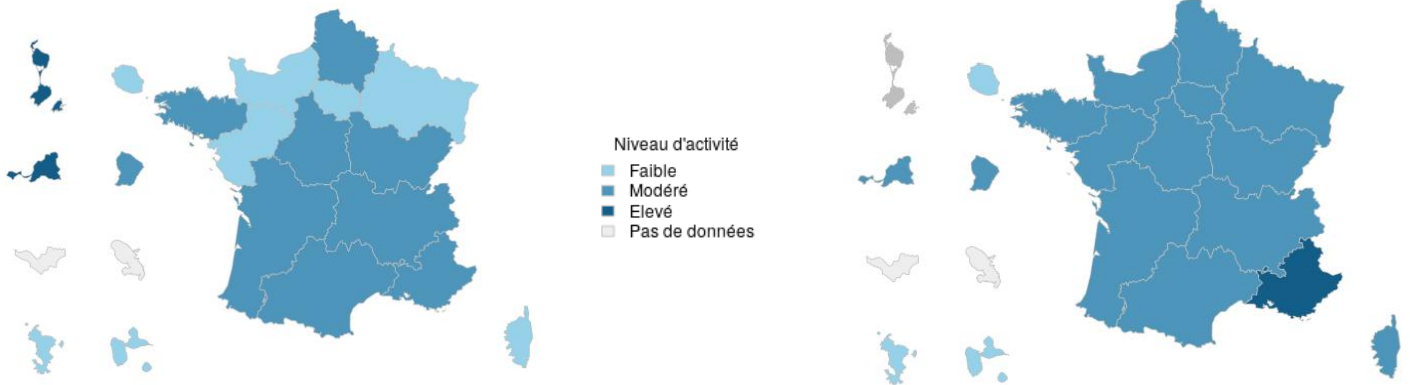 Niveau d'activité
Faible
Modéré
Elevé
Pas de données